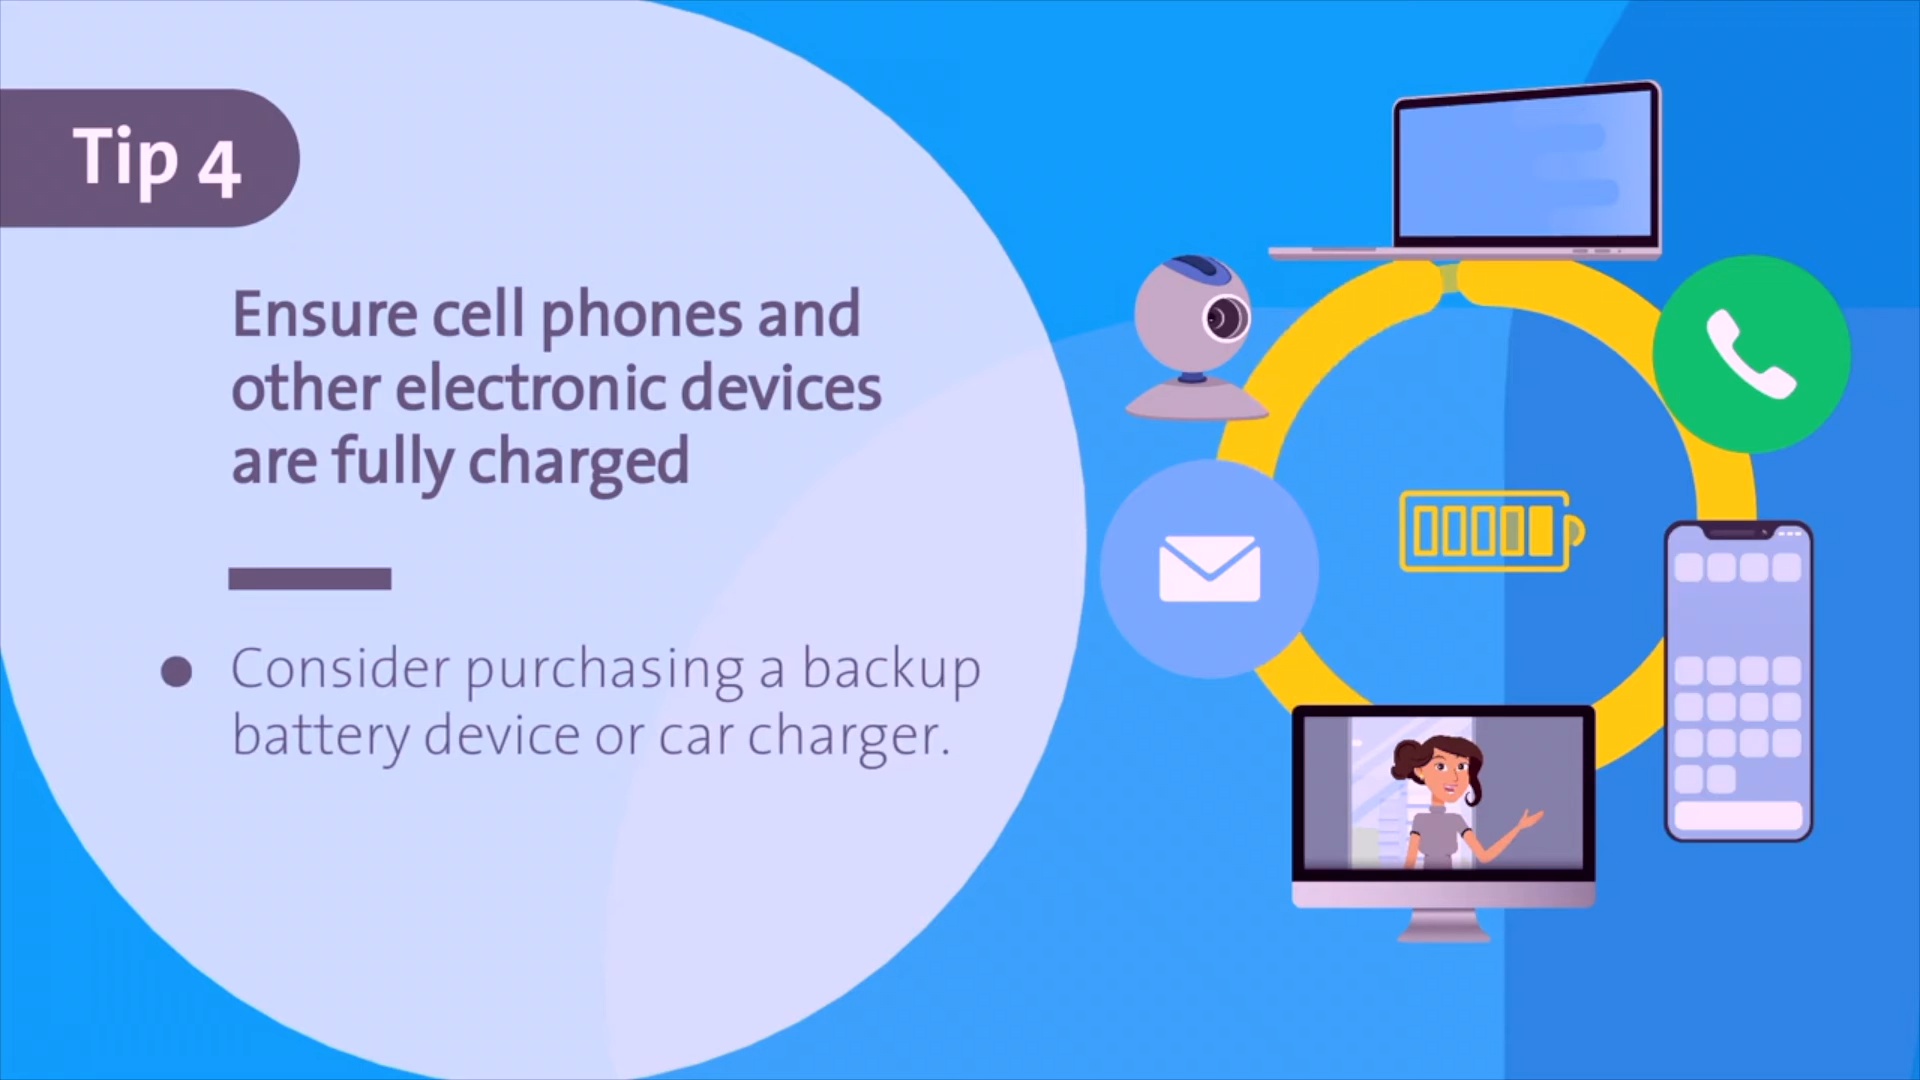 Tip 4
Ensure cell phones and
other electronic devices
are fully charged
Consider purchasing a backup
battery device or car charger.